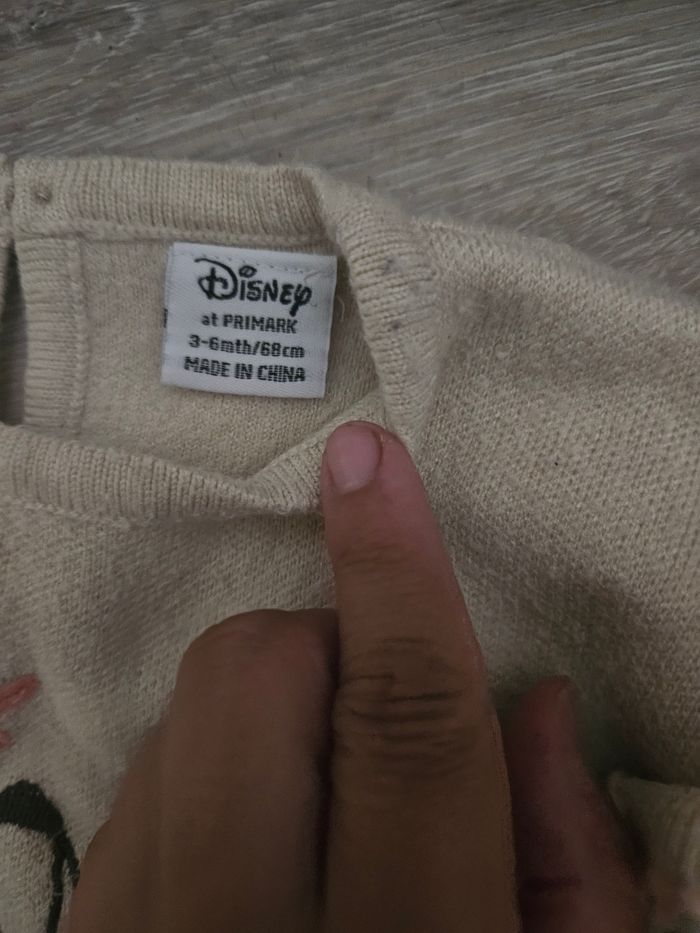 Disney
at PRIMARK
3-6mth/68cm
MADE IN CHINA